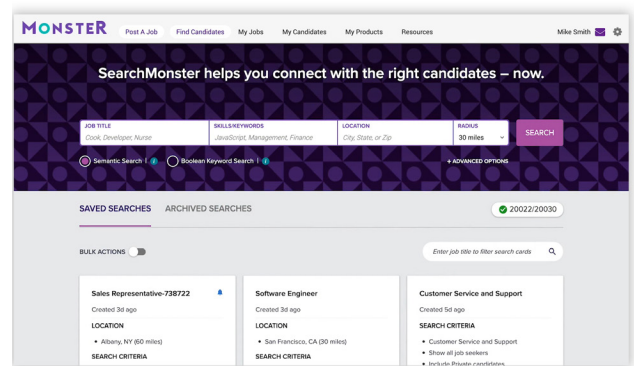 MONSTER Post A Job Find Candidates My Jobs My Candidates My Products Resources Mike Smith
SearchMonster helps you connect with the right candidates – now.
JOB TITLE SKILLS/KEYWORDS LOCATION RADIUS
Cook, Developer, Nurse JavaScript, Management, Finance City, State, or Zip 30 miles SEARCH
Semantic Search | i Boolean Keyword Search | i + ADVANCED OPTIONS
SAVED SEARCHES ARCHIVED SEARCHES 20022/20030
BULK ACTIONS Enter job title to filter search cards
Sales Representative-738722 Software Engineer Customer Service and Support
Created 3d ago Created 3d ago Created 5d ago
LOCATION LOCATION SEARCH CRITERIA
• Albany, NY (60 miles) • San Francisco, CA (30 miles) • Customer Service and Support
• Show all job seekers
SEARCH CRITERIA SEARCH CRITERIA • Include Private candidates